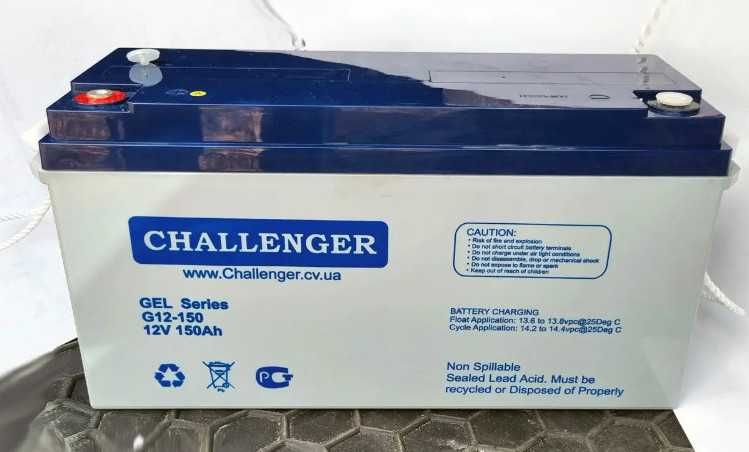 CHALLENGER
www.Challenger.cv.ua
GEL Series
G12-150
12V 150Ah
CAUTION:
• Risk of fire and explosion
• Do not short circuit battery terminals
• Do not charge under air tight conditions
• Do not disassemble, drop or mechanical shock
• Do not expose to flame or spark
• Keep out of reach of children
BATTERY CHARGING
Float Application: 13.6 to 13.8vpc@25Deg C
Cycle Application: 14.2 to 14.4vpc@25Deg C
Non Spillable
Sealed Lead Acid. Must be
recycled or Disposed of Properly
Pb